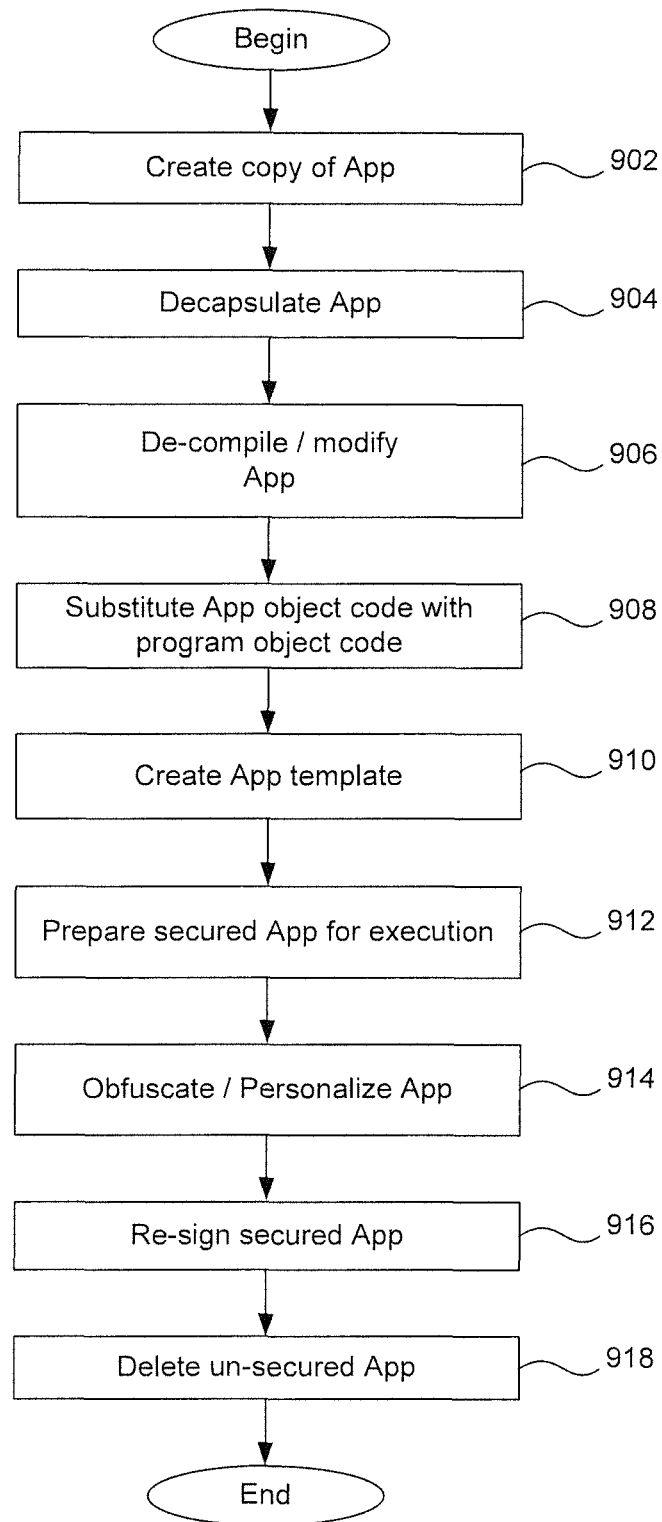 Begin
Create copy of App
902
Decapsulate App
904
De-compile / modify
App
906
Substitute App object code with
program object code
908
Create App template
910
Prepare secured App for execution
912
Obfuscate / Personalize App
914
Re-sign secured App
916
Delete un-secured App
918
End